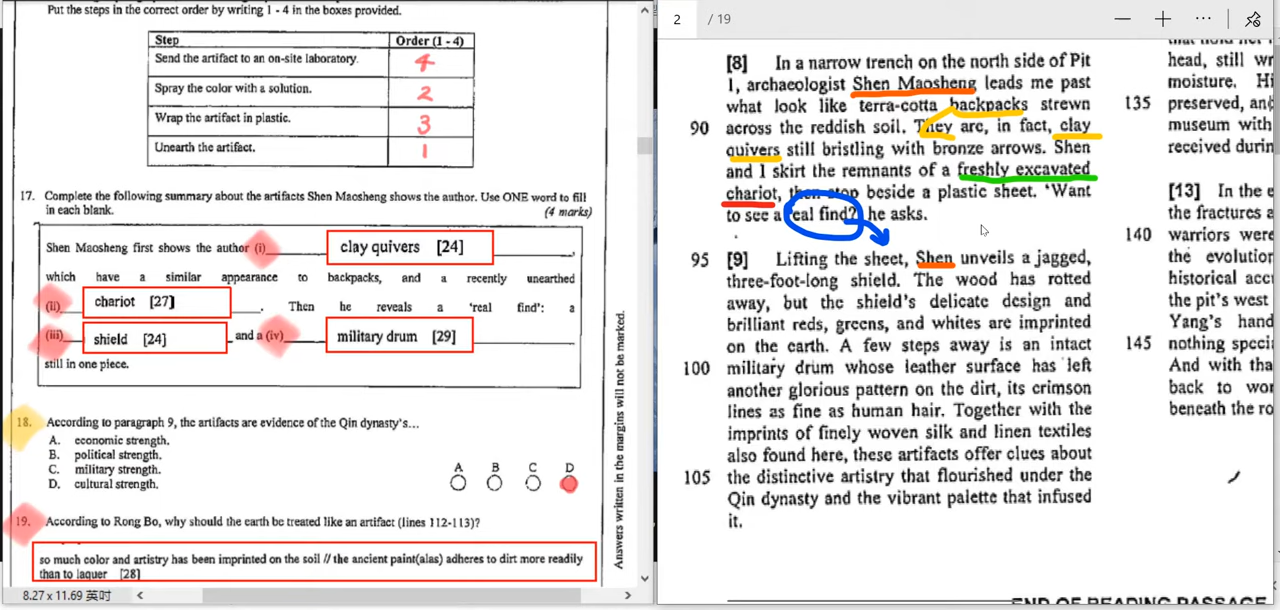 Put the steps in the correct order by writing 1 - 4 in the boxes provided.
Step Order (1 - 4)
Send the artifact to an on-site laboratory. 4
Spray the color with a solution. 2
Wrap the artifact in plastic. 3
Unearth the artifact. 1
17. Complete the following summary about the artifacts Shen Maosheng shows the author. Use ONE word to fill
in each blank. (4 marks)
Shen Maosheng first shows the author (i) clay quivers [24] ,
which have a similar appearance to backpacks, and a recently unearthed
(ii) chariot [27] . Then he reveals a 'real find': a
(iii) shield [24] and a (iv) military drum [29]
still in one piece.
18. According to paragraph 9, the artifacts are evidence of the Qin dynasty's...
A. economic strength.
B. political strength.
C. military strength.
D. cultural strength.
A B C D
19. According to Rong Bo, why should the earth be treated like an artifact (lines 112-113)?
so much color and artistry has been imprinted on the soil // the ancient paint(alas) adheres to dirt more readily
than to laquer [28]
Answers written in the margins will not be marked.
8.27 x 11.69 英吋
2 / 19
[8] In a narrow trench on the north side of Pit
1, archaeologist Shen Maosheng leads me past
what look like terra-cotta backpacks strewn
90 across the reddish soil. They are, in fact, clay
quivers still bristling with bronze arrows. Shen
and I skirt the remnants of a freshly excavated
chariot, then stop beside a plastic sheet. 'Want
to see a real find?' he asks.
95 [9] Lifting the sheet, Shen unveils a jagged,
three-foot-long shield. The wood has rotted
away, but the shield's delicate design and
brilliant reds, greens, and whites are imprinted
on the earth. A few steps away is an intact
100 military drum whose leather surface has left
another glorious pattern on the dirt, its crimson
lines as fine as human hair. Together with the
imprints of finely woven silk and linen textiles
also found here, these artifacts offer clues about
105 the distinctive artistry that flourished under the
Qin dynasty and the vibrant palette that infused
it.
head, still
moisture.
135 preserved,
museum with
received
[13] In the
the fractures
140 warriors were
the evolution
historical
the pit's west
Yang's hand
145 nothing
And with
back to
beneath the
END OF READING PASSAGE